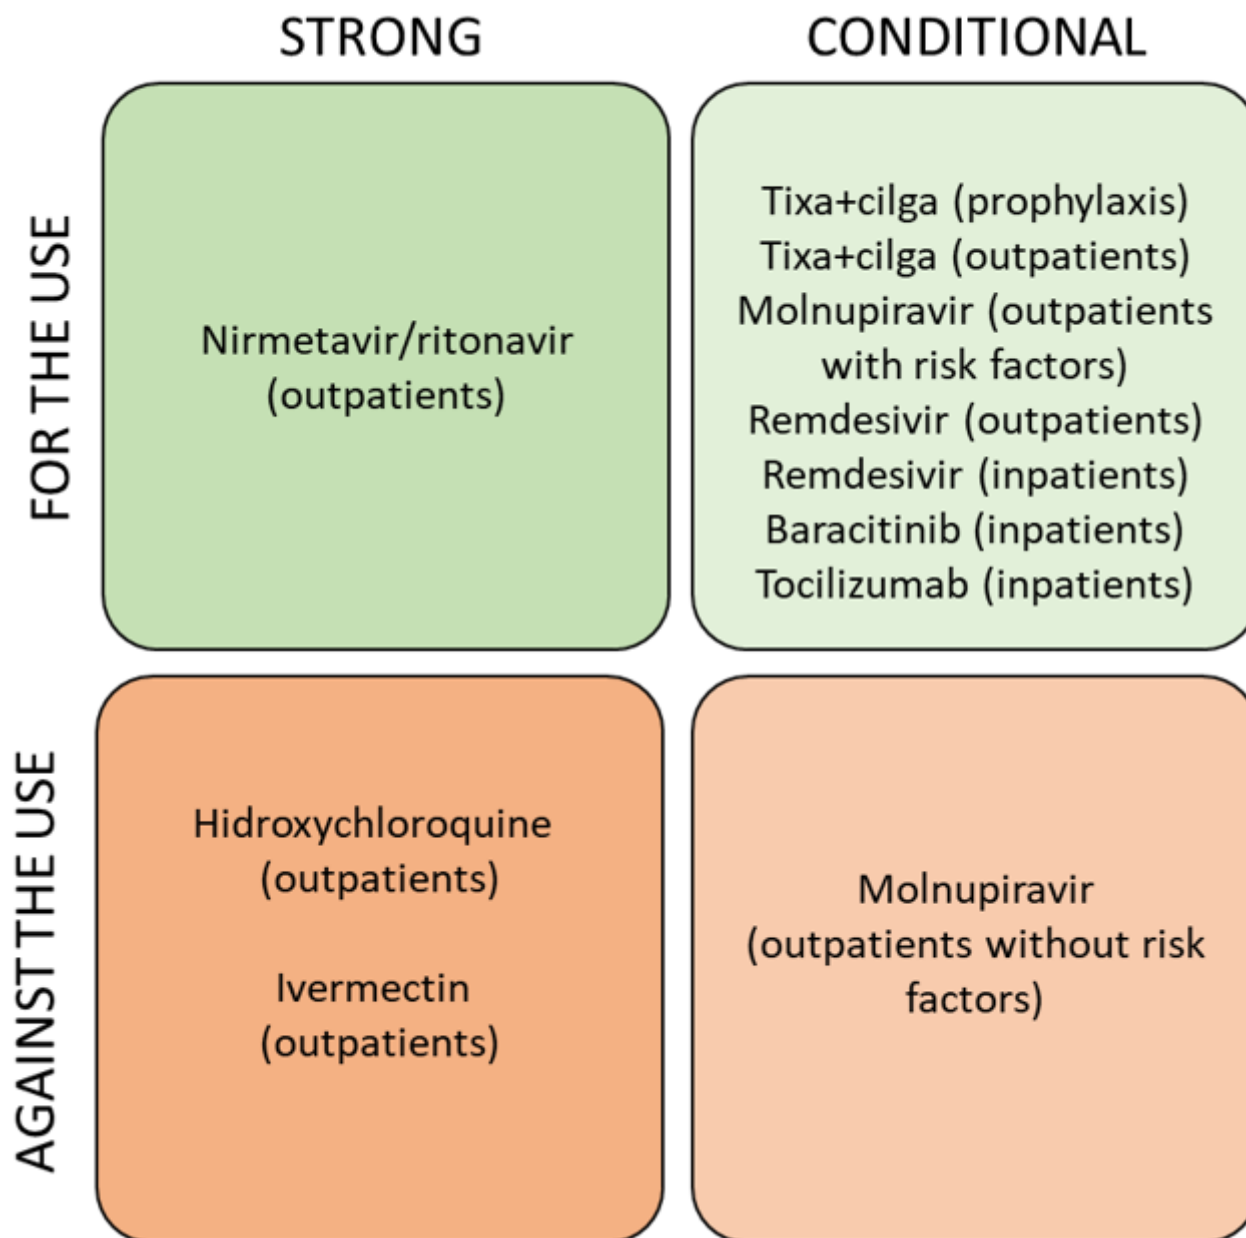 STRONG
CONDITIONAL
FOR THE USE
Nirmetavir/ritonavir
(outpatients)
Tixa+cilga (prophylaxis)
Tixa+cilga (outpatients)
Molnupiravir (outpatients
with risk factors)
Remdesivir (outpatients)
Remdesivir (inpatients)
Baracitinib (inpatients)
Tocilizumab (inpatients)
AGAINST THE USE
Hidroxychloroquine
(outpatients)
Ivermectin
(outpatients)
Molnupiravir
(outpatients without risk
factors)